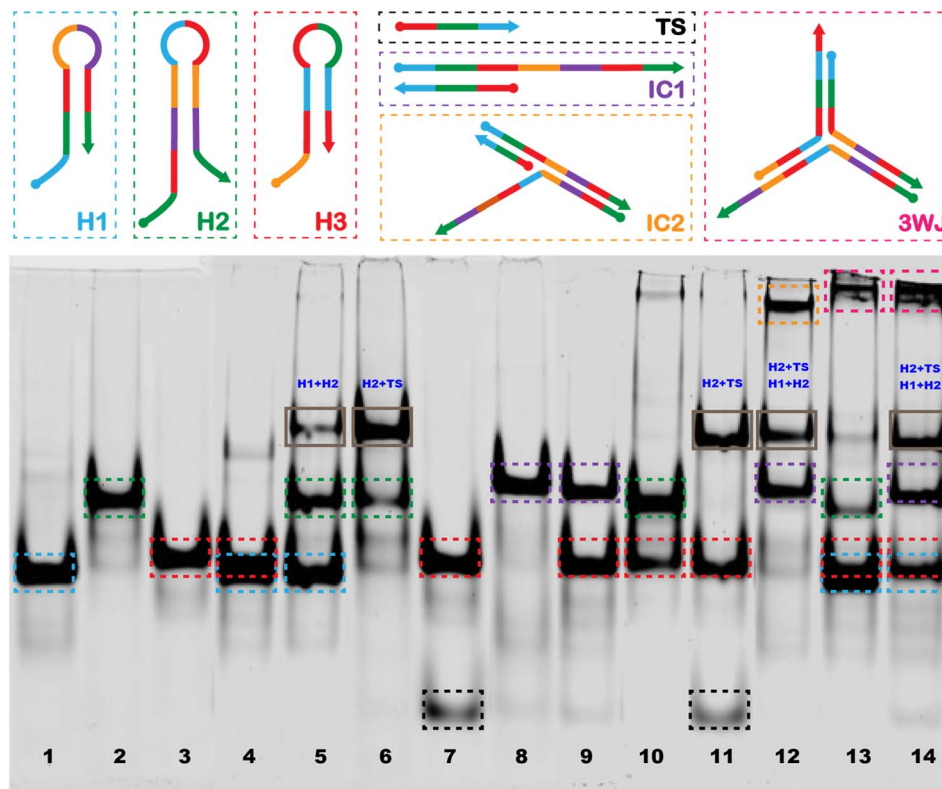 H1
H2
H3
TS
IC1
IC2
3WJ
H1+H2
H2+TS
H2+TS
H2+TS
H1+H2
H2+TS
H1+H2
1 2 3 4 5 6 7 8 9 10 11 12 13 14